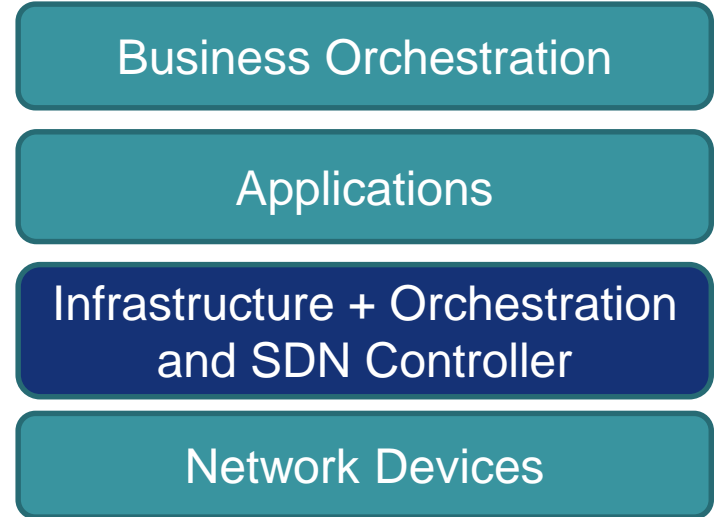 Business Orchestration
Applications
Infrastructure + Orchestration
and SDN Controller
Network Devices